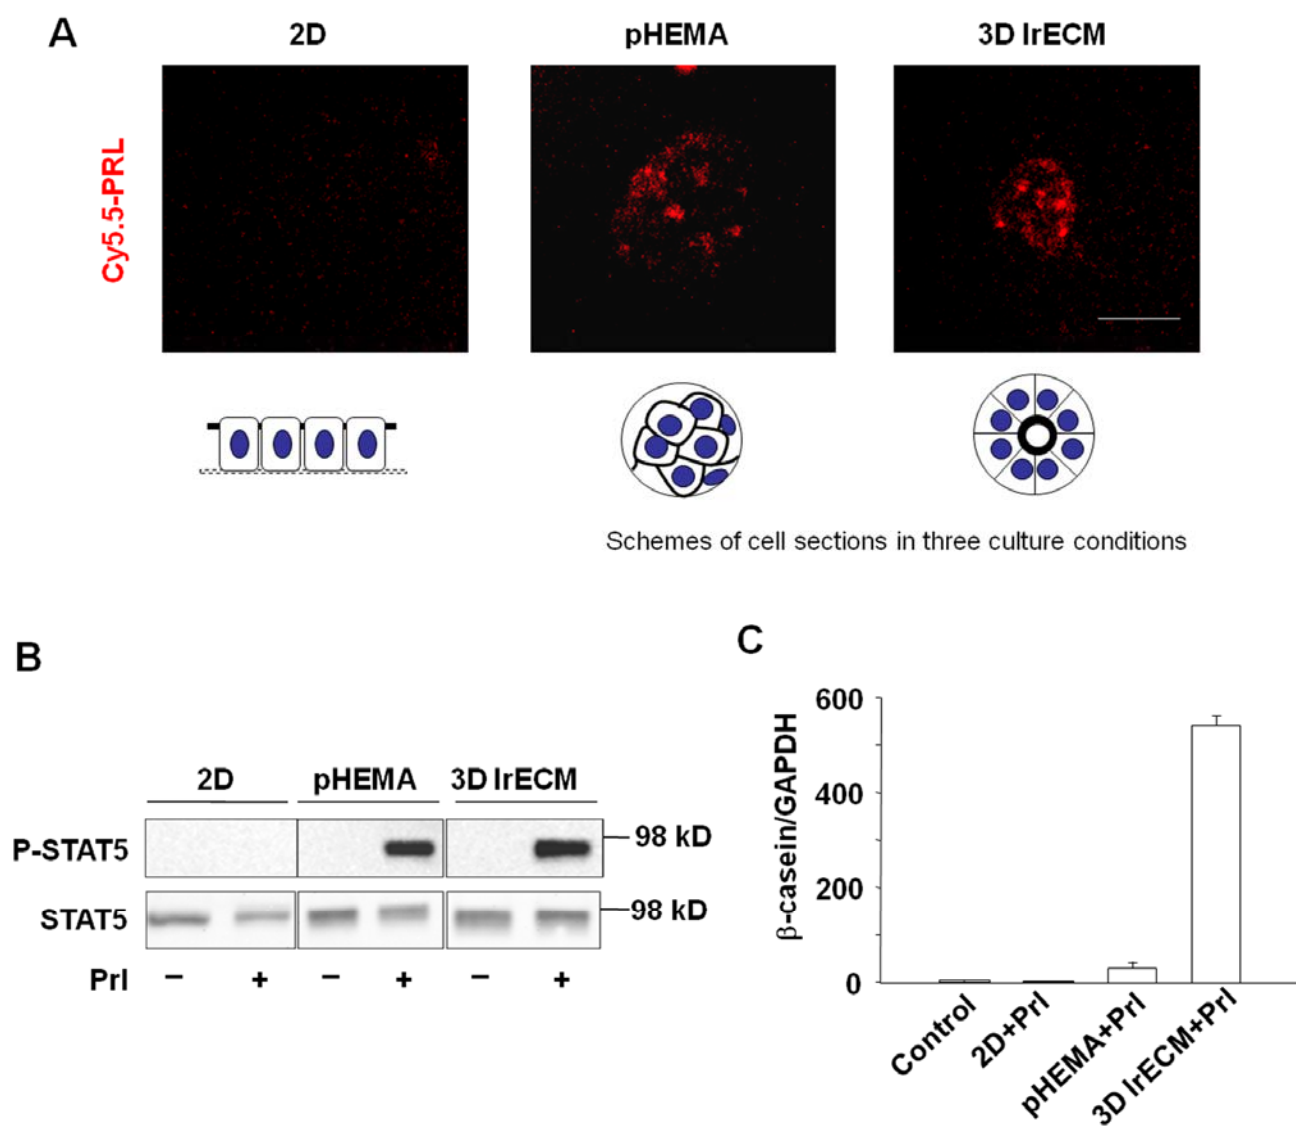 A
2D
pHEMA
3D lrECM
Cy5.5-PRL
Schemes of cell sections in three culture conditions
B
2D
pHEMA
3D lrECM
P-STAT5
98 kD
STAT5
98 kD
Prl
− + − + − +
C
β-casein/GAPDH
600
400
200
0
Control
2D+Prl
pHEMA+Prl
3D lrECM+Prl